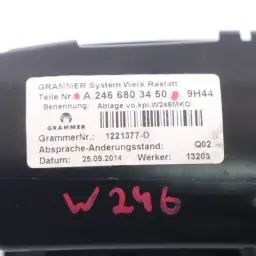 GRAMMER System Werk Rastatt
Teile Nr. A 246 680 34 50 9H44
Benennung: Ablage vo.kpl.W246MKO
GRAMMER
GrammerNr.: 1221377-D
Absprache-Änderungsstand: Q02
Datum: 25.09.2014 Werker: 13203
W246